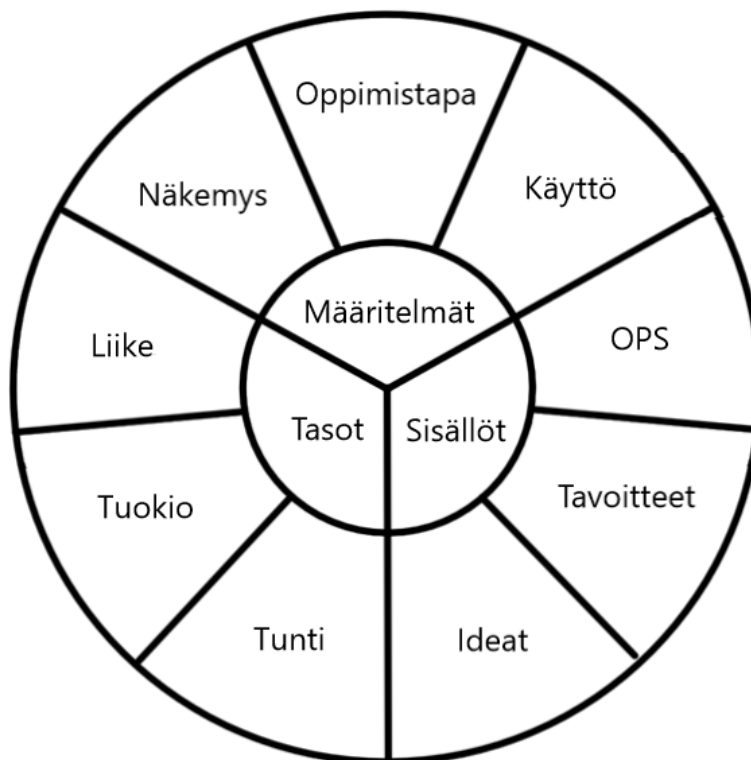 Oppimistapa
Näkemys
Käyttö
Määritelmät
Liike
OPS
Tasot
Sisällöt
Tuokio
Tavoitteet
Tunti
Ideat